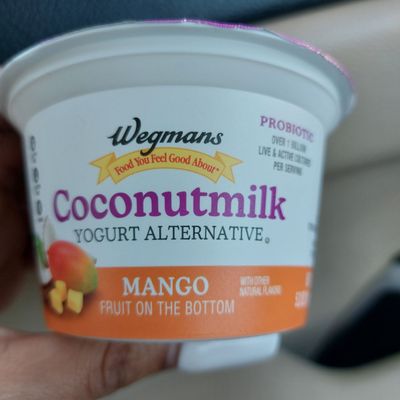 Wegmans
Food You Feel Good About
Coconutmilk
YOGURT ALTERNATIVE
PROBIOTIC
OVER 1 BILLION
LIVE & ACTIVE CULTURES
PER SERVING
MANGO
FRUIT ON THE BOTTOM
WITH OTHER
NATURAL FLAVORS